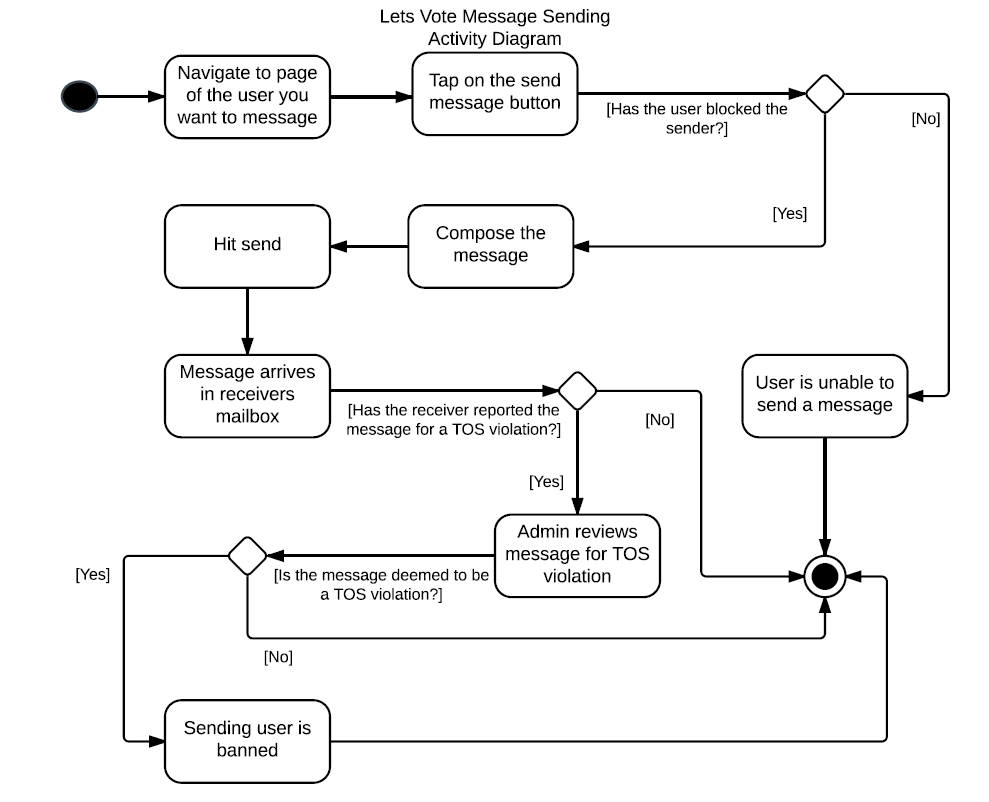 Lets Vote Message Sending
Activity Diagram
Navigate to page
of the user you
want to message
Tap on the send
message button
[Has the user blocked the
sender?]
[No]
[Yes]
Compose the
message
Hit send
Message arrives
in receivers
mailbox
[Has the receiver reported the
message for a TOS violation?]
[No]
User is unable to
send a message
[Yes]
Admin reviews
message for TOS
violation
[Is the message deemed to be
a TOS violation?]
[Yes]
[No]
Sending user is
banned